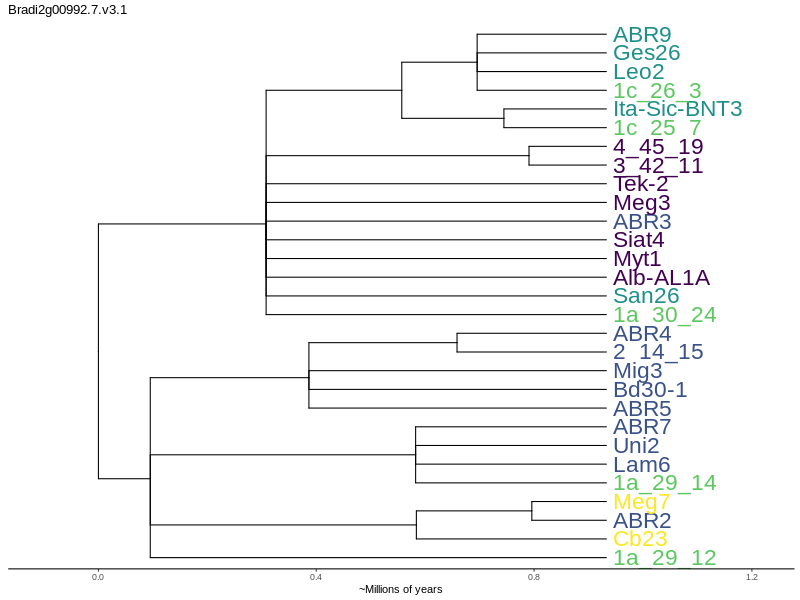 Bradi2g00992.7.v3.1
ABR9
Ges26
Leo2
1c_26_3
Ita-Sic-BNT3
1c_25_7
4_45_19
3_42_11
Tek-2
Meg3
ABR3
Siat4
Myt1
Alb-AL1A
San26
1a_30_24
ABR4
2_14_15
Mig3
Bd30-1
ABR5
ABR7
Uni2
Lam6
1a_29_14
Meg7
ABR2
Cb23
1a_29_12
0.0 0.4 0.8 1.2
~Millions of years